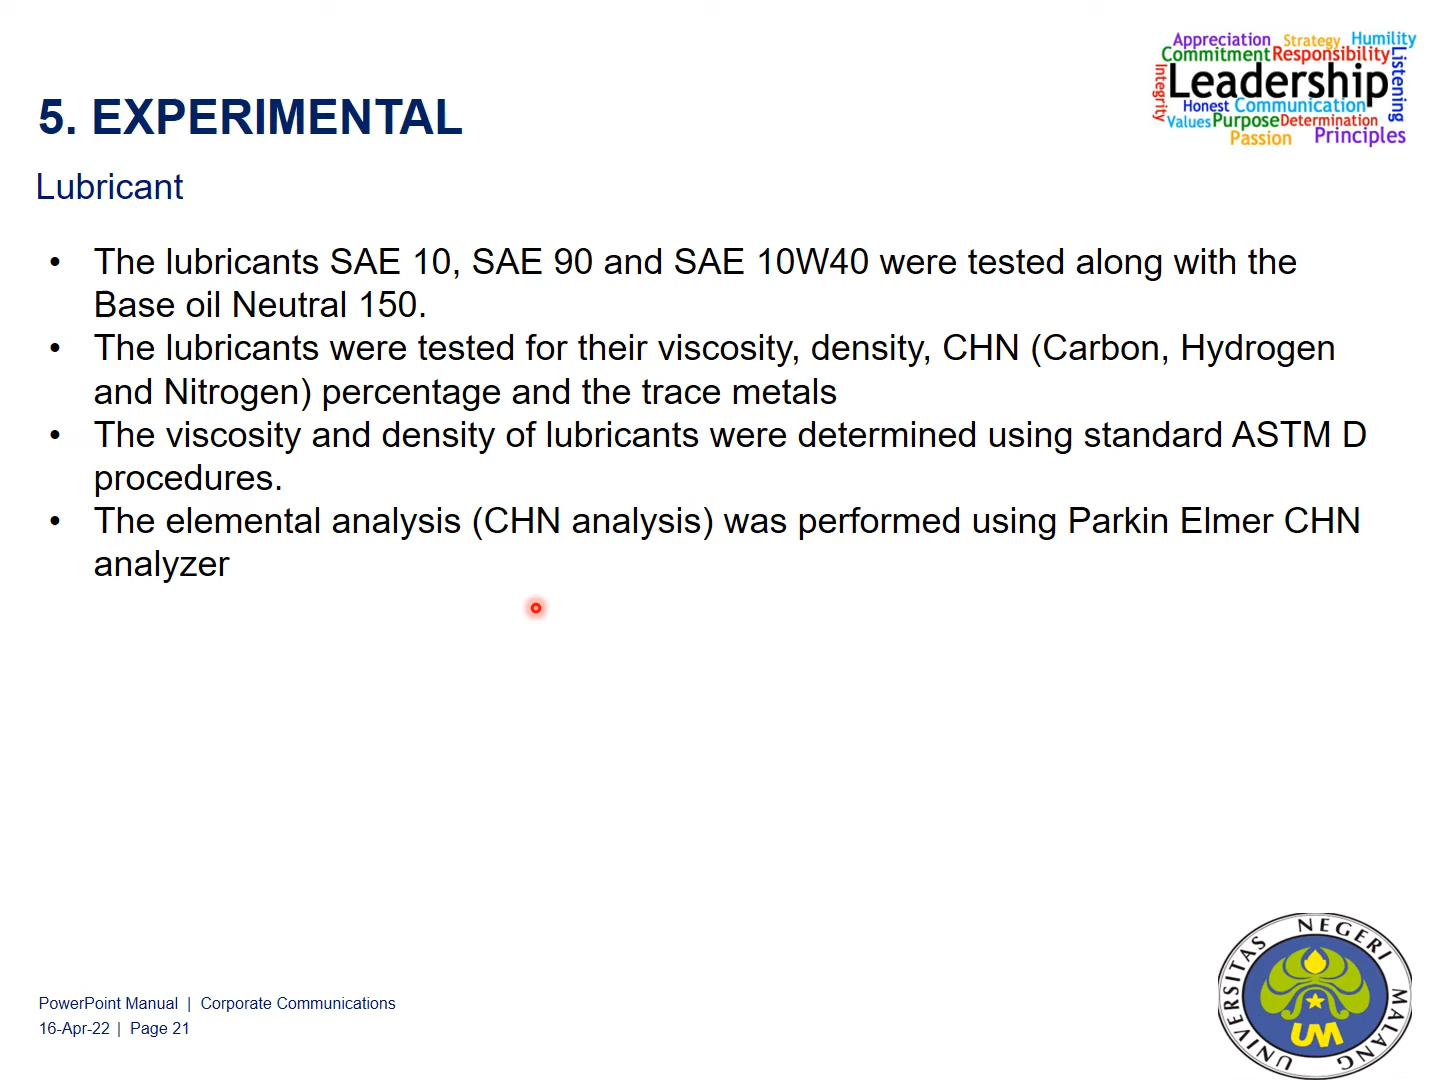 Appreciation Strategy Humility
Commitment Responsibility
Integrity
Leadership
Listening
Honest Communication
Values Purpose Determination
Passion Principles
5. EXPERIMENTAL
Lubricant
• The lubricants SAE 10, SAE 90 and SAE 10W40 were tested along with the
Base oil Neutral 150.
• The lubricants were tested for their viscosity, density, CHN (Carbon, Hydrogen
and Nitrogen) percentage and the trace metals
• The viscosity and density of lubricants were determined using standard ASTM D
procedures.
• The elemental analysis (CHN analysis) was performed using Parkin Elmer CHN
analyzer
PowerPoint Manual | Corporate Communications
16-Apr-22 | Page 21
UNIVERSITAS NEGERI MALANG
UM